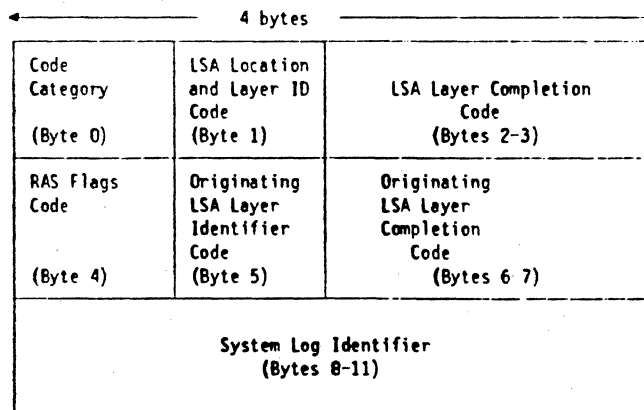 4 bytes
Code Category (Byte 0)
LSA Location and Layer ID Code (Byte 1)
LSA Layer Completion Code (Bytes 2-3)
RAS Flags Code (Byte 4)
Originating LSA Layer Identifier Code (Byte 5)
Originating LSA Layer Completion Code (Bytes 6 7)
System Log Identifier
(Bytes 8-11)